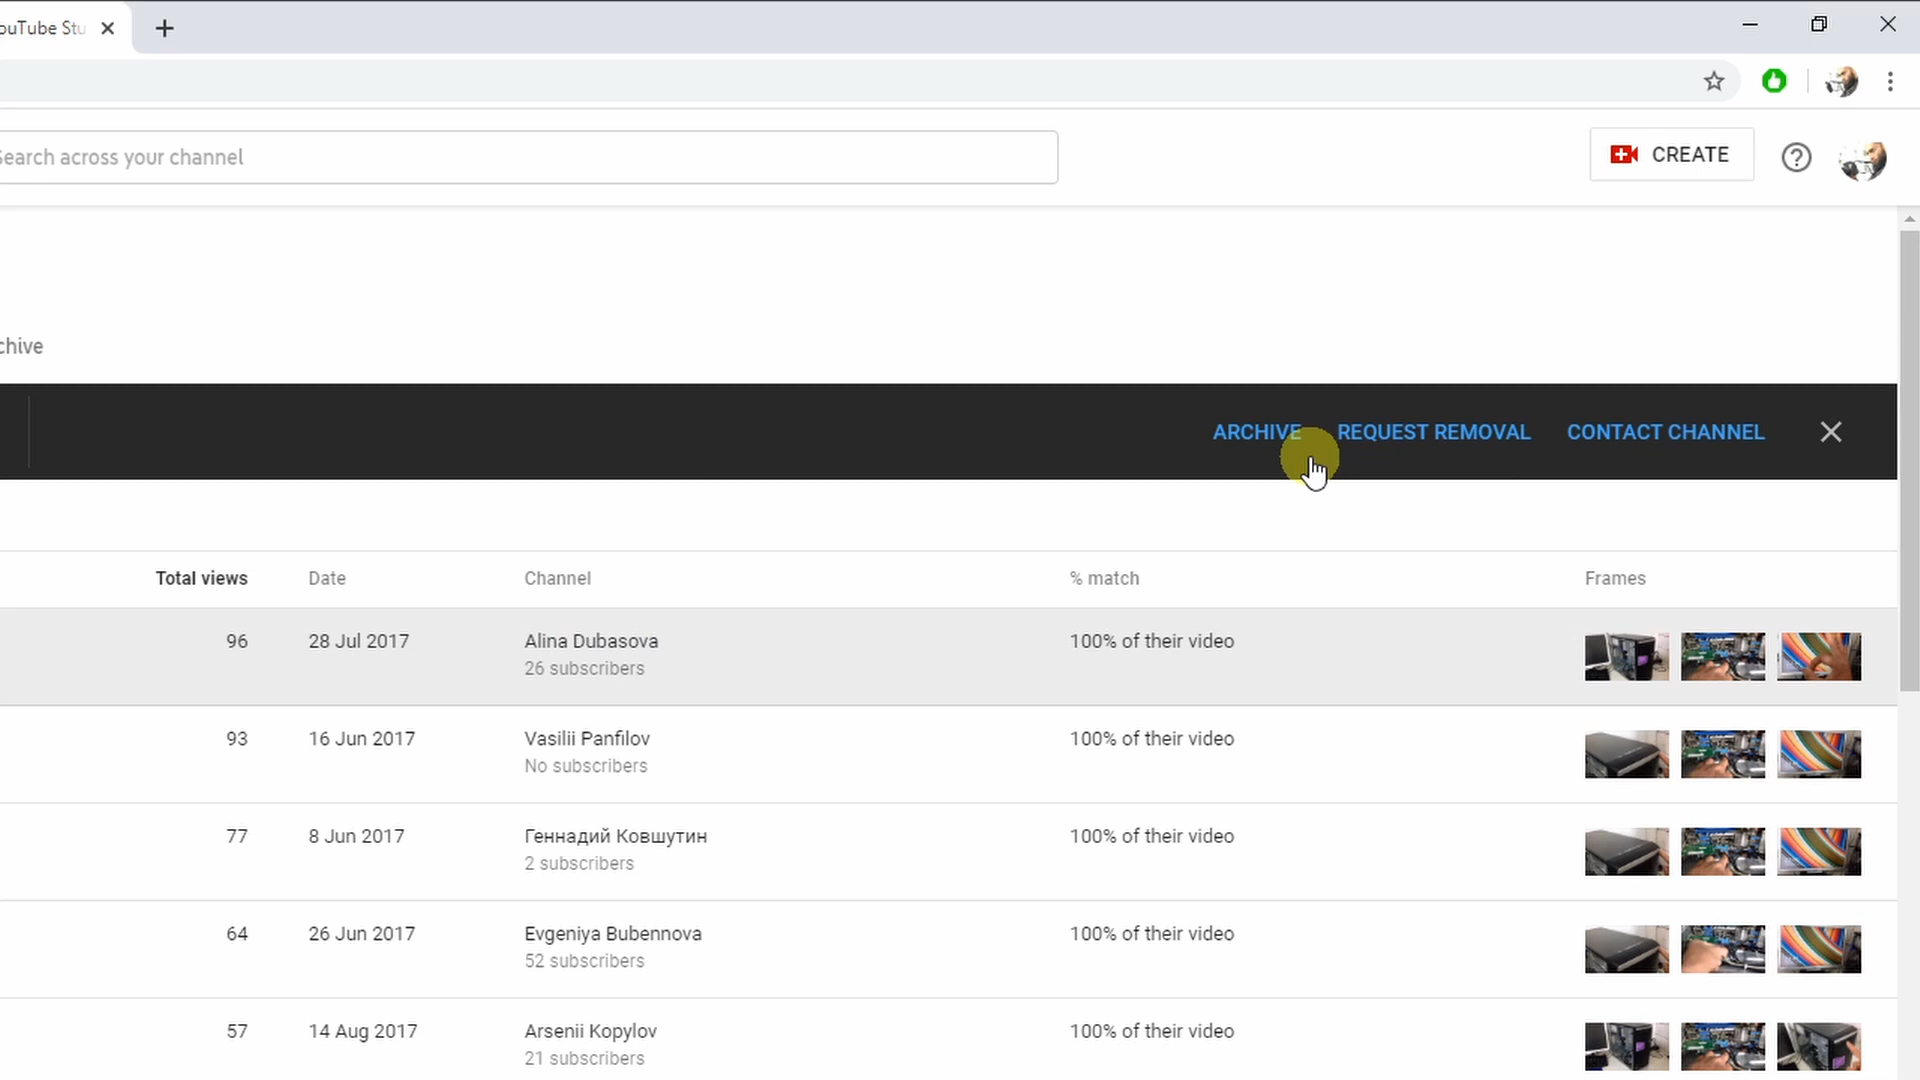 ouTube Stu
Search across your channel
CREATE
chive
ARCHIVE REQUEST REMOVAL CONTACT CHANNEL
Total views Date Channel % match Frames
96 28 Jul 2017 Alina Dubasova 100% of their video
26 subscribers
93 16 Jun 2017 Vasilii Panfilov 100% of their video
No subscribers
77 8 Jun 2017 Геннадий Ковшутин 100% of their video
2 subscribers
64 26 Jun 2017 Evgeniya Bubennova 100% of their video
52 subscribers
57 14 Aug 2017 Arsenii Kopylov 100% of their video
21 subscribers